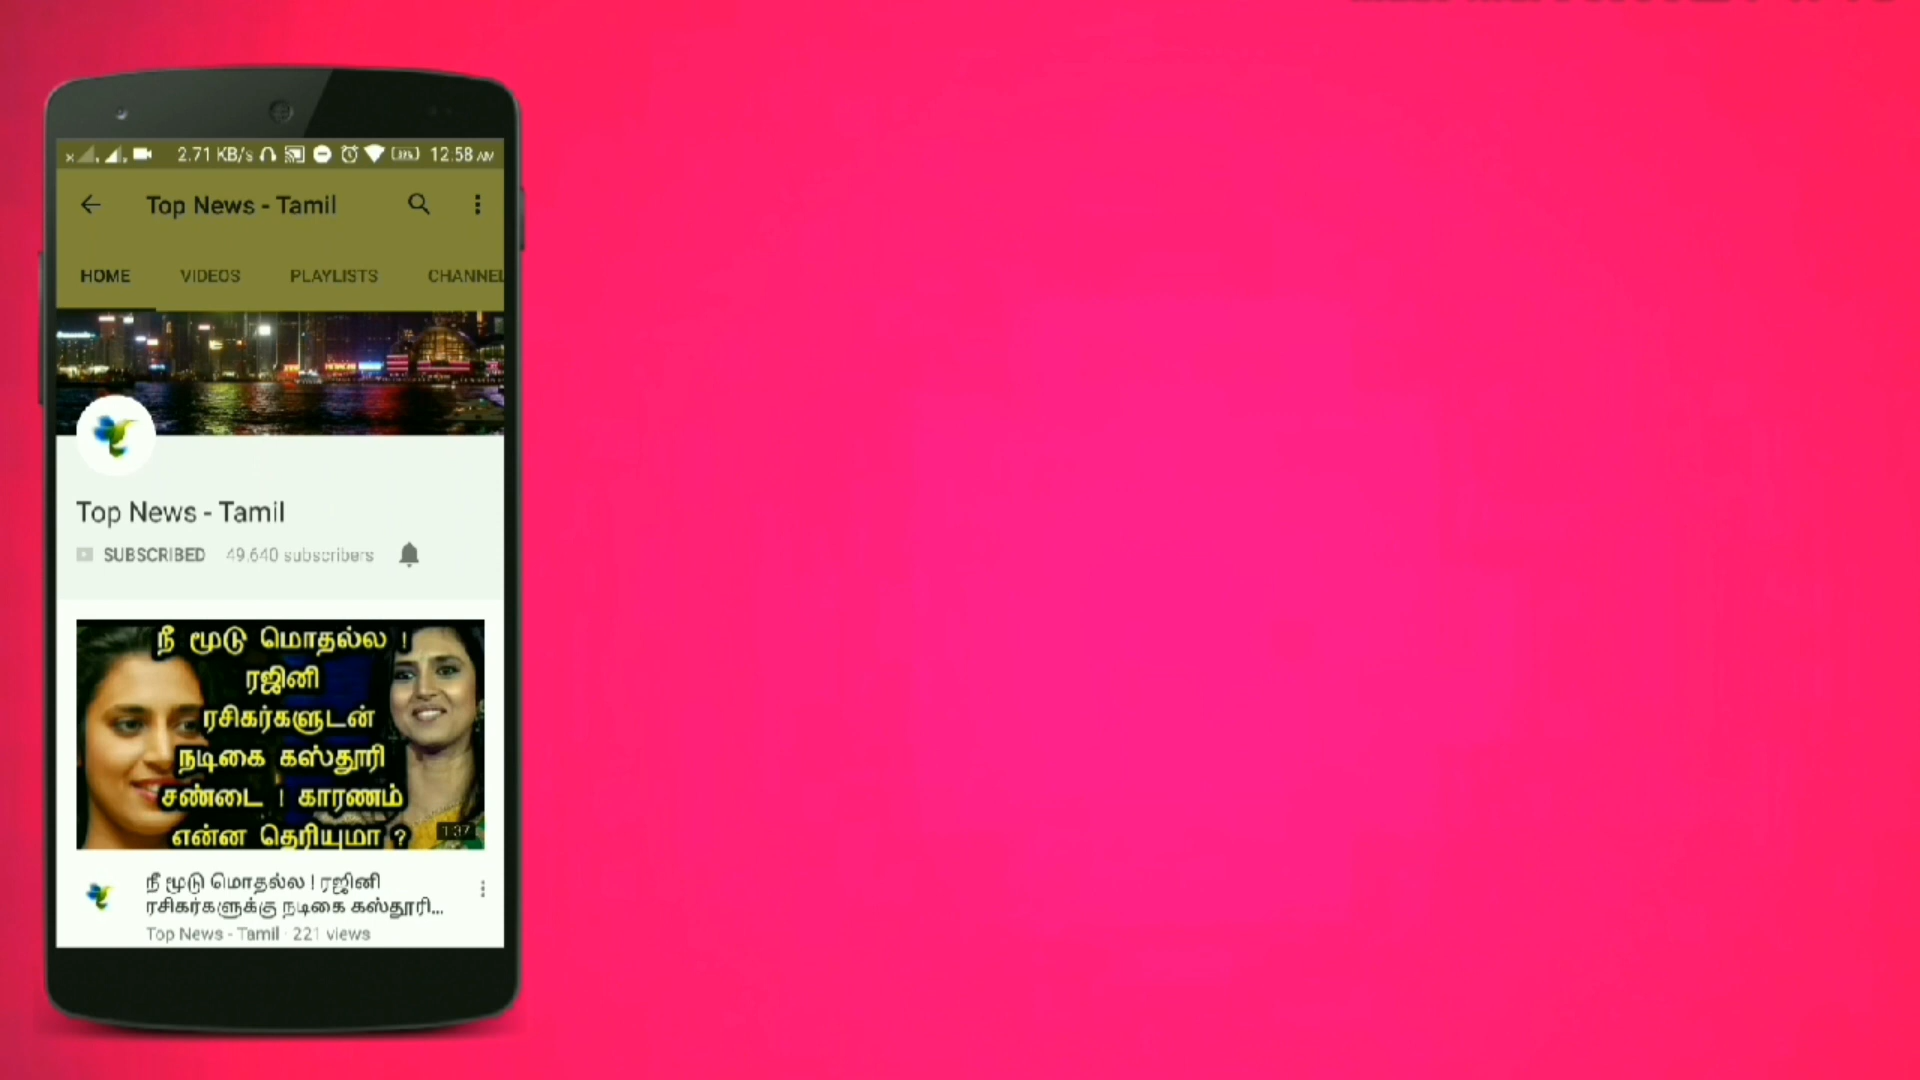 2.71 KB/s 12:58 AM
Top News - Tamil
HOME VIDEOS PLAYLISTS CHANNEL
Top News - Tamil
SUBSCRIBED 49,640 subscribers
நீ மூடு மொதல்ல !
ரஜினி
ரசிகர்களுடன்
நடிகை கஸ்தூரி
சண்டை ! காரணம்
என்ன தெரியுமா ?
1:37
நீ மூடு மொதல்ல ! ரஜினி
ரசிகர்களுக்கு நடிகை கஸ்தூரி...
Top News - Tamil · 221 views